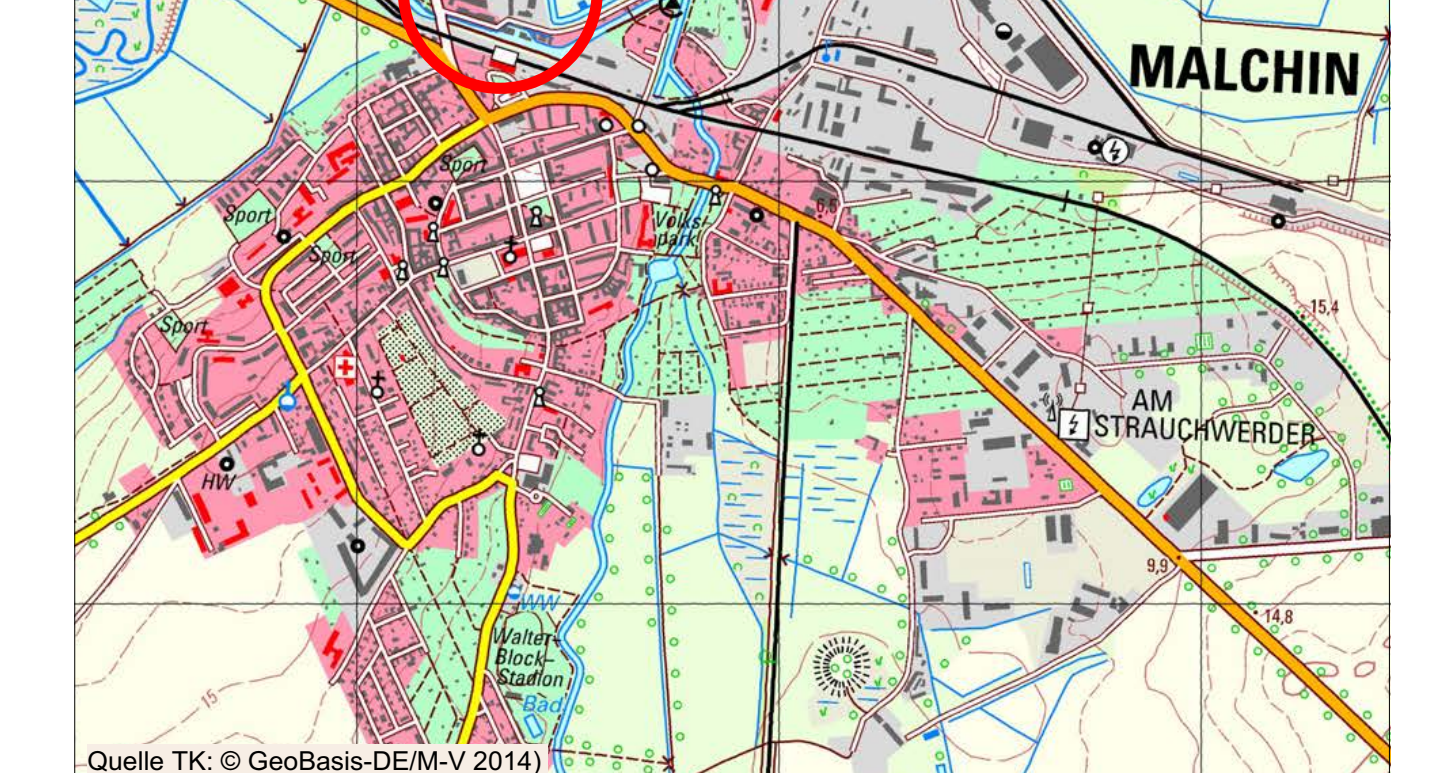 MALCHIN
Sport
Sport
Volks-
park
6,5
Sport
15,4
Sport
AM
STRAUCHWERDER
HW
9,9
WW
14,8
Walter-
Block-
Stadion
15
Bad
Quelle TK: © GeoBasis-DE/M-V 2014)